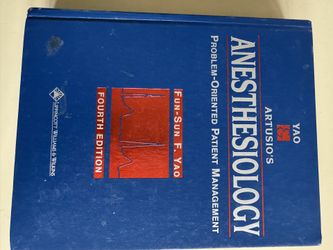 YAO
&
ARTUSIO'S
ANESTHESIOLOGY
PROBLEM-ORIENTED PATIENT MANAGEMENT
FUN-SUN F. YAO
FOURTH EDITION
LIPPINCOTT WILLIAMS & WILKINS